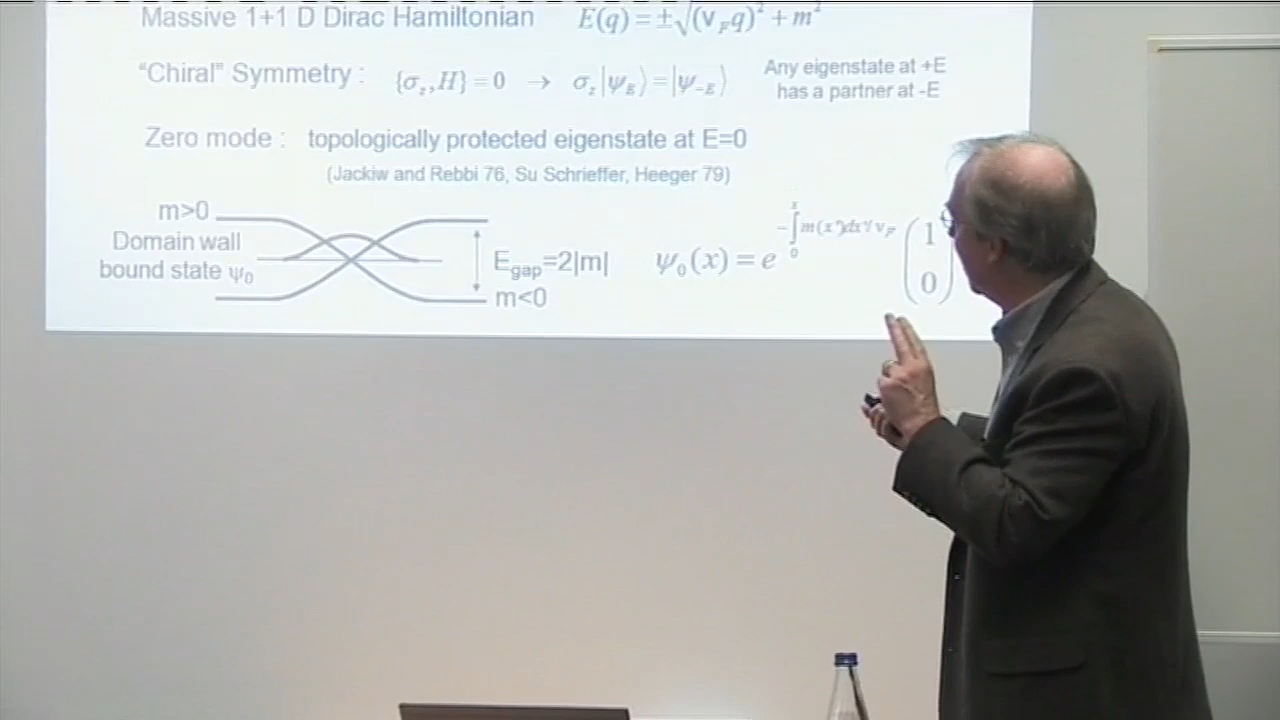 Massive 1+1 D Dirac Hamiltonian E(q) = ±√(v_F q)² + m²
"Chiral" Symmetry : {σ_z, H} = 0 → σ_z|ψ_E⟩ = |ψ_-E⟩ Any eigenstate at +E
has a partner at -E
Zero mode : topologically protected eigenstate at E=0
(Jackiw and Rebbi 76, Su Schrieffer, Heeger 79)
m>0
Domain wall
bound state ψ₀
E_gap=2|m|
m<0
ψ₀(x) = e^{-∫₀ˣ m(x')dx'/v_F} (1 0)